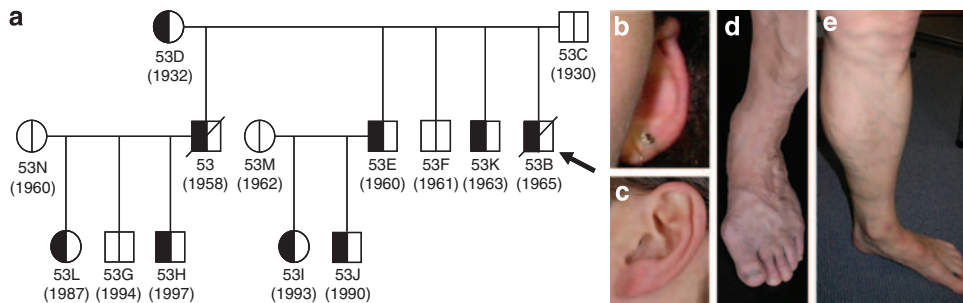 a
b
d
e
53D
(1932)
53C
(1930)
53N
(1960)
53
(1958)
53M
(1962)
53E
(1960)
53F
(1961)
53K
(1963)
53B
(1965)
c
53L
(1987)
53G
(1994)
53H
(1997)
53I
(1993)
53J
(1990)